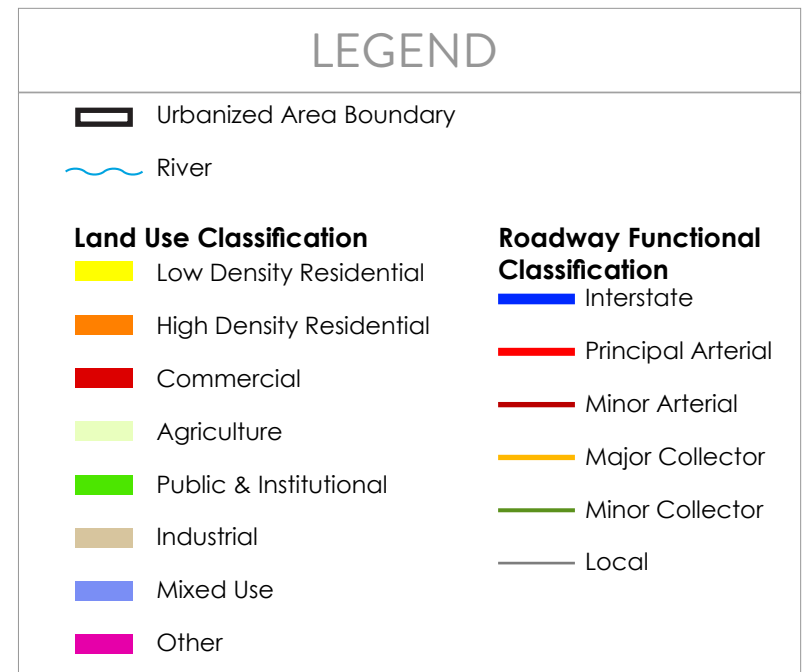 LEGEND
Urbanized Area Boundary
River
Land Use Classification
Low Density Residential
High Density Residential
Commercial
Agriculture
Public & Institutional
Industrial
Mixed Use
Other
Roadway Functional
Classification
Interstate
Principal Arterial
Minor Arterial
Major Collector
Minor Collector
Local